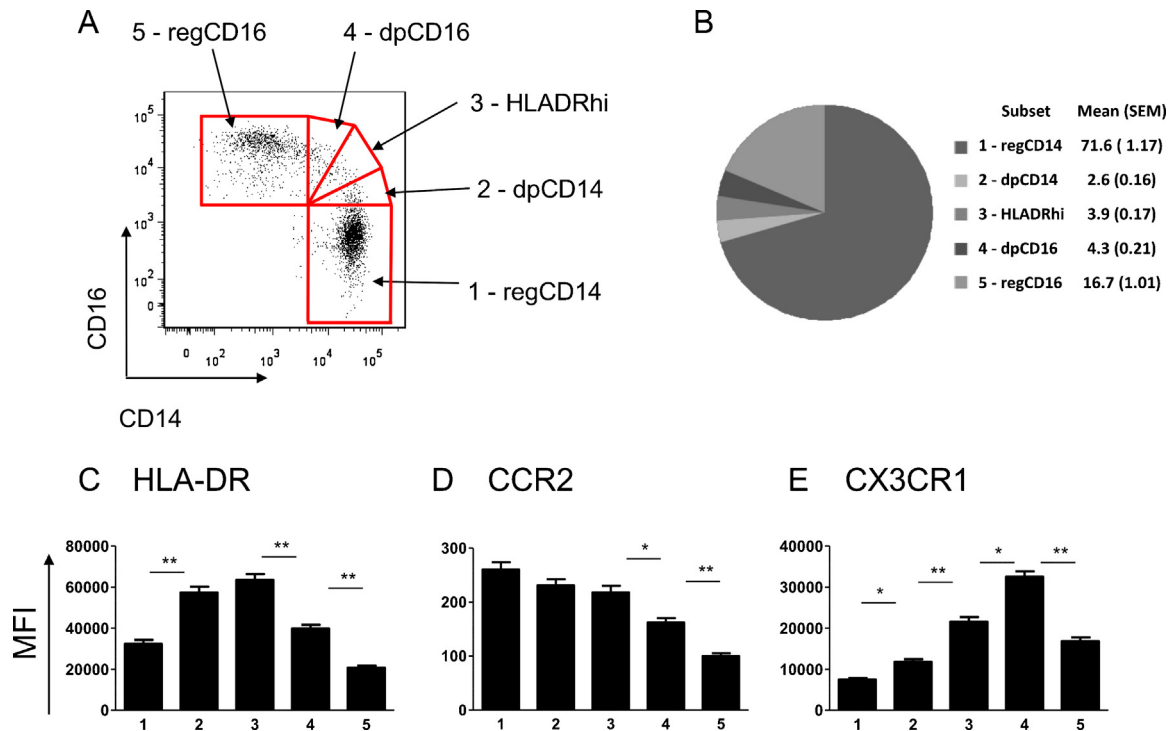 A
5 - regCD16
4 - dpCD16
3 - HLADRhi
2 - dpCD14
1 - regCD14
10^5
10^4
10^3
10^2
0
CD16
0 10^2 10^3 10^4 10^5
CD14
B
Subset Mean (SEM)
1 - regCD14 71.6 ( 1.17)
2 - dpCD14 2.6 (0.16)
3 - HLADRhi 3.9 (0.17)
4 - dpCD16 4.3 (0.21)
5 - regCD16 16.7 (1.01)
C HLA-DR
MFI
80000
60000
40000
20000
0
** ** **
1 2 3 4 5
D CCR2
300
200
100
0
* **
1 2 3 4 5
E CX3CR1
40000
30000
20000
10000
0
* ** * **
1 2 3 4 5